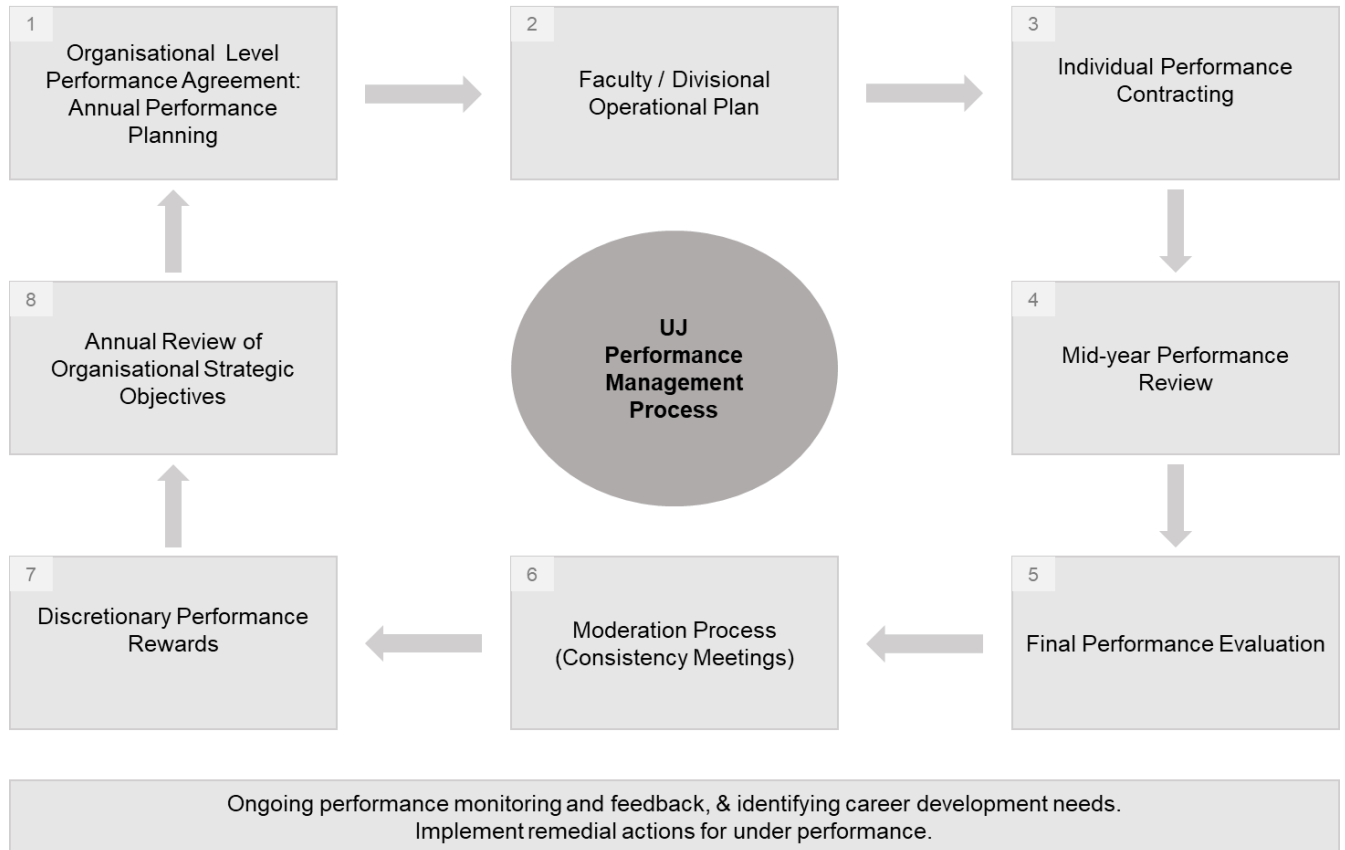 1
Organisational Level
Performance Agreement:
Annual Performance
Planning
2
Faculty / Divisional
Operational Plan
3
Individual Performance
Contracting
8
Annual Review of
Organisational Strategic
Objectives
UJ
Performance
Management
Process
4
Mid-year Performance
Review
7
Discretionary Performance
Rewards
6
Moderation Process
(Consistency Meetings)
5
Final Performance Evaluation
Ongoing performance monitoring and feedback, & identifying career development needs.
Implement remedial actions for under performance.